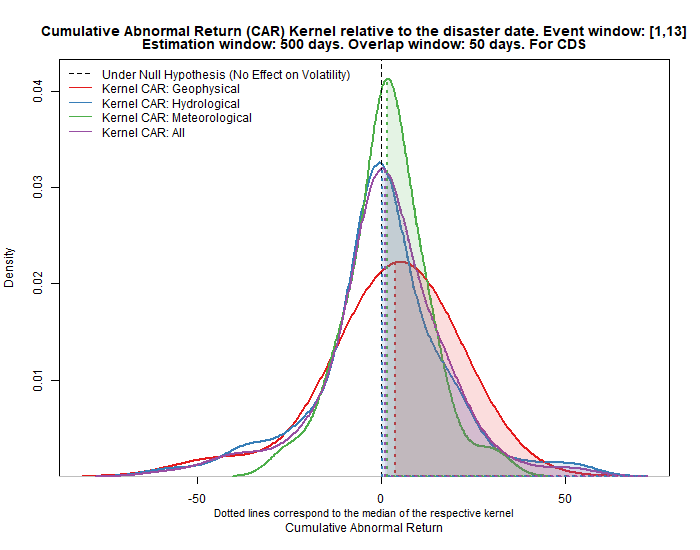 Cumulative Abnormal Return (CAR) Kernel relative to the disaster date. Event window: [1,13]
Estimation window: 500 days. Overlap window: 50 days. For CDS
Under Null Hypothesis (No Effect on Volatility)
Kernel CAR: Geophysical
Kernel CAR: Hydrological
Kernel CAR: Meteorological
Kernel CAR: All
Density
0.04
0.03
0.02
0.01
-50
0
50
Dotted lines correspond to the median of the respective kernel
Cumulative Abnormal Return